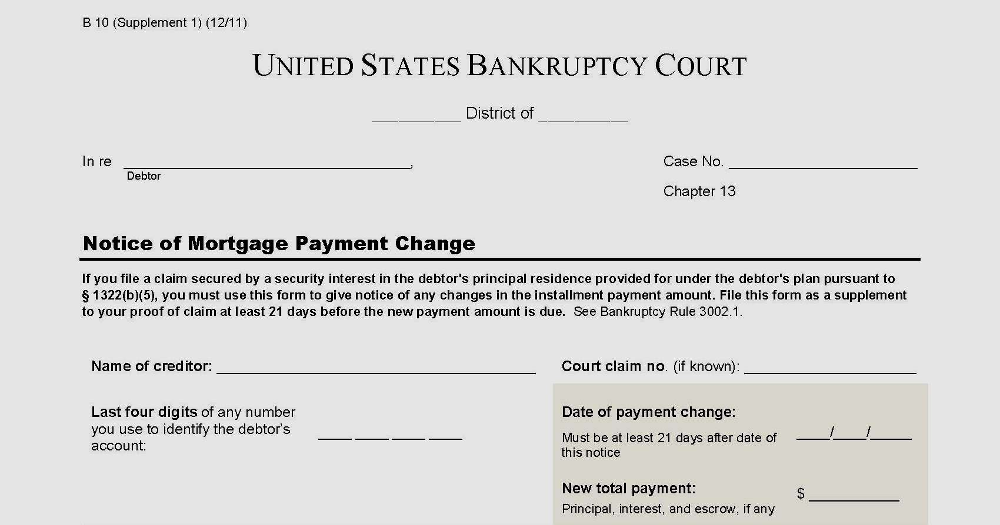 B 10 (Supplement 1) (12/11)
UNITED STATES BANKRUPTCY COURT
__________ District of __________
In re ______________________________,
Debtor
Case No. ____________________
Chapter 13
Notice of Mortgage Payment Change
If you file a claim secured by a security interest in the debtor's principal residence provided for under the debtor's plan pursuant to
§ 1322(b)(5), you must use this form to give notice of any changes in the installment payment amount. File this form as a supplement
to your proof of claim at least 21 days before the new payment amount is due. See Bankruptcy Rule 3002.1.
Name of creditor: ______________________________
Court claim no. (if known): ____________________
Last four digits of any number
you use to identify the debtor’s
account:
____ ____ ____ ____
Date of payment change:
Must be at least 21 days after date of
this notice
____/____/_____
New total payment:
$ ___________
Principal, interest, and escrow, if any